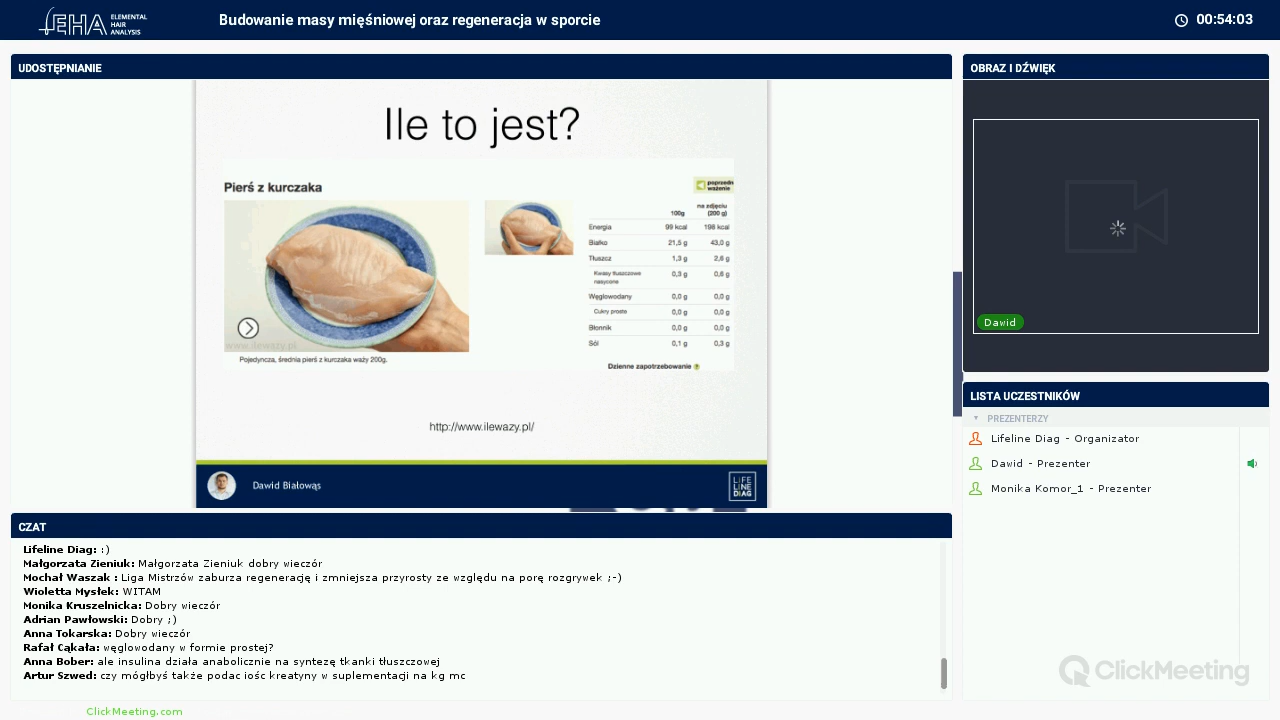 EHA ELEMENTAL
HAIR
ANALYSIS
Budowanie masy mięśniowej oraz regeneracja w sporcie
00:54:03
UDOSTĘPNIANIE
Ile to jest?
Pierś z kurczaka
poprzedn
ważenie
100g
na zdjęciu
(200 g)
Energia 99 kcal 198 kcal
Białko 21,5 g 43,0 g
Tłuszcz 1,3 g 2,6 g
Kwasy tłuszczowe
nasycone 0,3 g 0,6 g
Węglowodany 0,0 g 0,0 g
Cukry proste 0,0 g 0,0 g
Błonnik 0,0 g 0,0 g
Sól 0,1 g 0,3 g
www.ilewazy.pl
Pojedyncza, średnia pierś z kurczaka waży 200g.
Dzienne zapotrzebowanie ?
http://www.ilewazy.pl/
Dawid Białowąs
LIFE
LINE
DIAG
OBRAZ I DŹWIĘK
Dawid
LISTA UCZESTNIKÓW
PREZENTERZY
Lifeline Diag - Organizator
Dawid - Prezenter
Monika Komor_1 - Prezenter
CZAT
Lifeline Diag: :)
Małgorzata Zieniuk: Małgorzata Zieniuk dobry wieczór
Mochał Waszak : Liga Mistrzów zaburza regenerację i zmniejsza przyrosty ze względu na porę rozgrywek ;-)
Wioletta Mysłek: WITAM
Monika Kruszelnicka: Dobry wieczór
Adrian Pawłowski: Dobry ;)
Anna Tokarska: Dobry wieczór
Rafał Cąkała: węglowodany w formie prostej?
Anna Bober: ale insulina działa anabolicznie na syntezę tkanki tłuszczowej
Artur Szwed: czy mógłbyś także podac iośc kreatyny w suplementacji na kg mc
ClickMeeting
ClickMeeting.com